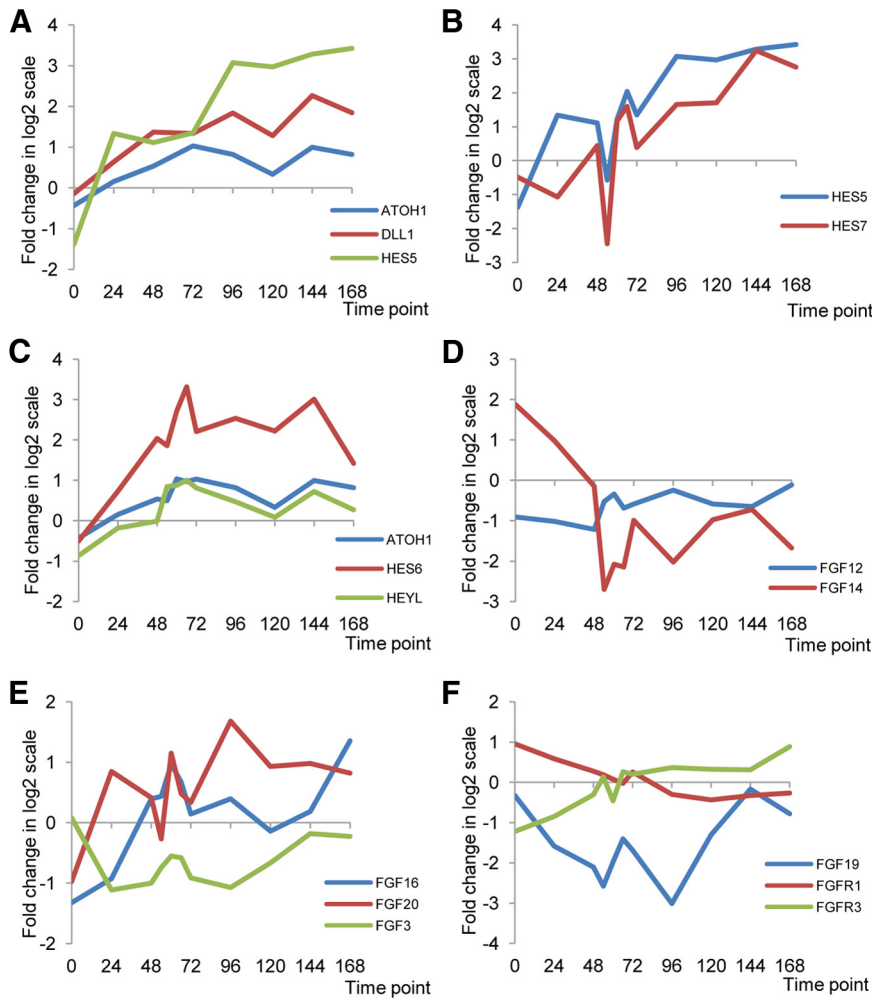 A
Fold change in log2 scale
4
3
2
1
0
-1
-2
0 24 48 72 96 120 144 168
Time point
ATOH1
DLL1
HES5
B
Fold change in log2 scale
4
3
2
1
0
-1
-2
-3
0 24 48 72 96 120 144 168
Time point
HES5
HES7
C
Fold change in log2 scale
4
3
2
1
0
-1
-2
0 24 48 72 96 120 144 168
Time point
ATOH1
HES6
HEYL
D
Fold change in log2 scale
3
2
1
0
-1
-2
-3
0 24 48 72 96 120 144 168
Time point
FGF12
FGF14
E
Fold change in log2 scale
2
1
0
-1
-2
0 24 48 72 96 120 144 168
Time point
FGF16
FGF20
FGF3
F
Fold change in log2 scale
2
1
0
-1
-2
-3
-4
0 24 48 72 96 120 144 168
Time point
FGF19
FGFR1
FGFR3